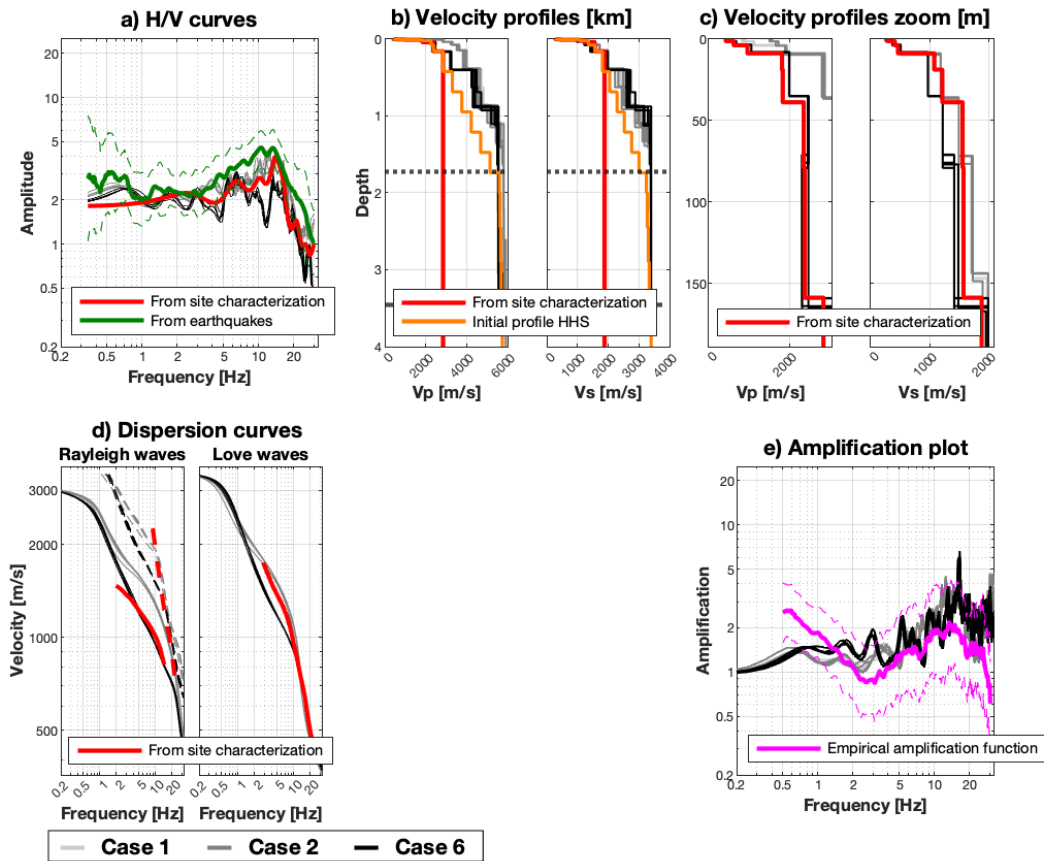 a) H/V curves
b) Velocity profiles [km]
c) Velocity profiles zoom [m]
20
10
5
2
1
0.5
0.2
0.2 0.5 1 2 5 10 20
Amplitude
Frequency [Hz]
From site characterization
From earthquakes
0
1
2
3
4
Depth
0 2000 4000 6000
Vp [m/s]
0 1000 2000 3000 4000
Vs [m/s]
From site characterization
Initial profile HHS
0
50
100
150
0 2000
Vp [m/s]
0 1000 2000
Vs [m/s]
From site characterization
d) Dispersion curves
Rayleigh waves Love waves
3000
2000
1000
500
Velocity [m/s]
0.2 0.5 1 2 5 10 20
0.2 0.5 1 2 5 10 20
Frequency [Hz] Frequency [Hz]
From site characterization
e) Amplification plot
20
10
5
2
1
0.5
0.2
Amplification
0.2 0.5 1 2 5 10 20
Frequency [Hz]
Empirical amplification function
Case 1 Case 2 Case 6